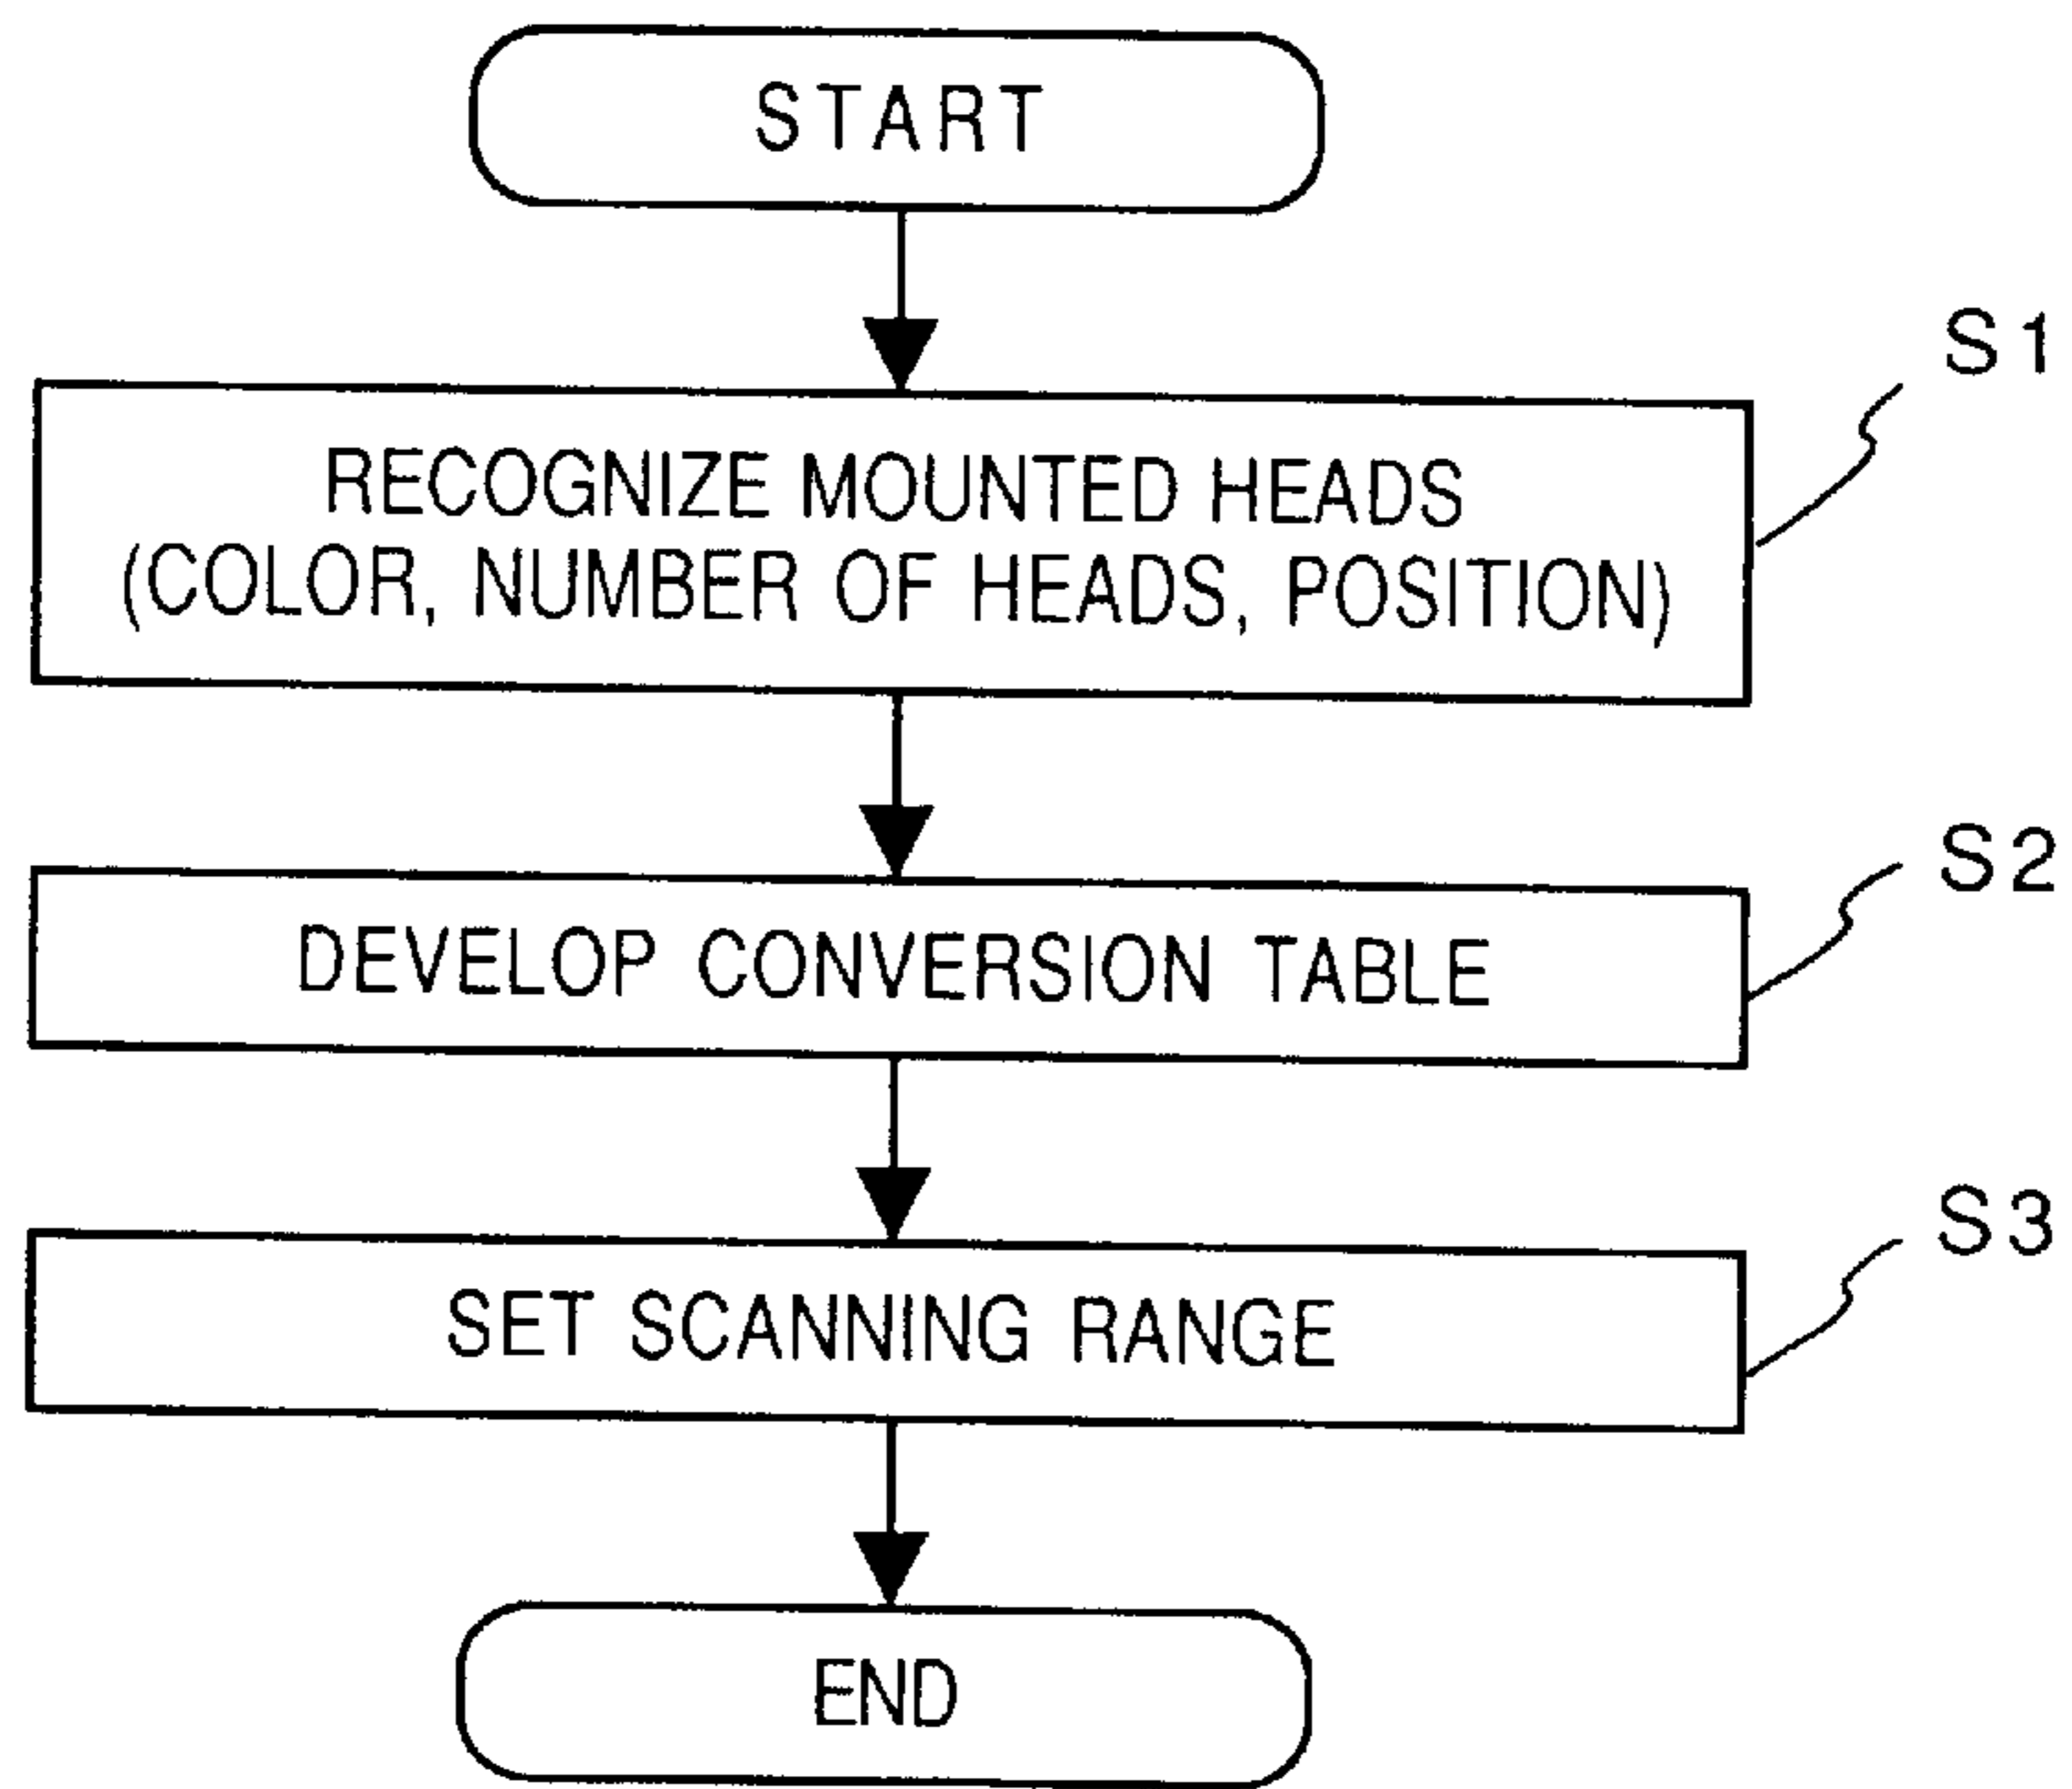 START
S1
RECOGNIZE MOUNTED HEADS
(COLOR, NUMBER OF HEADS, POSITION)
S2
DEVELOP CONVERSION TABLE
S3
SET SCANNING RANGE
END